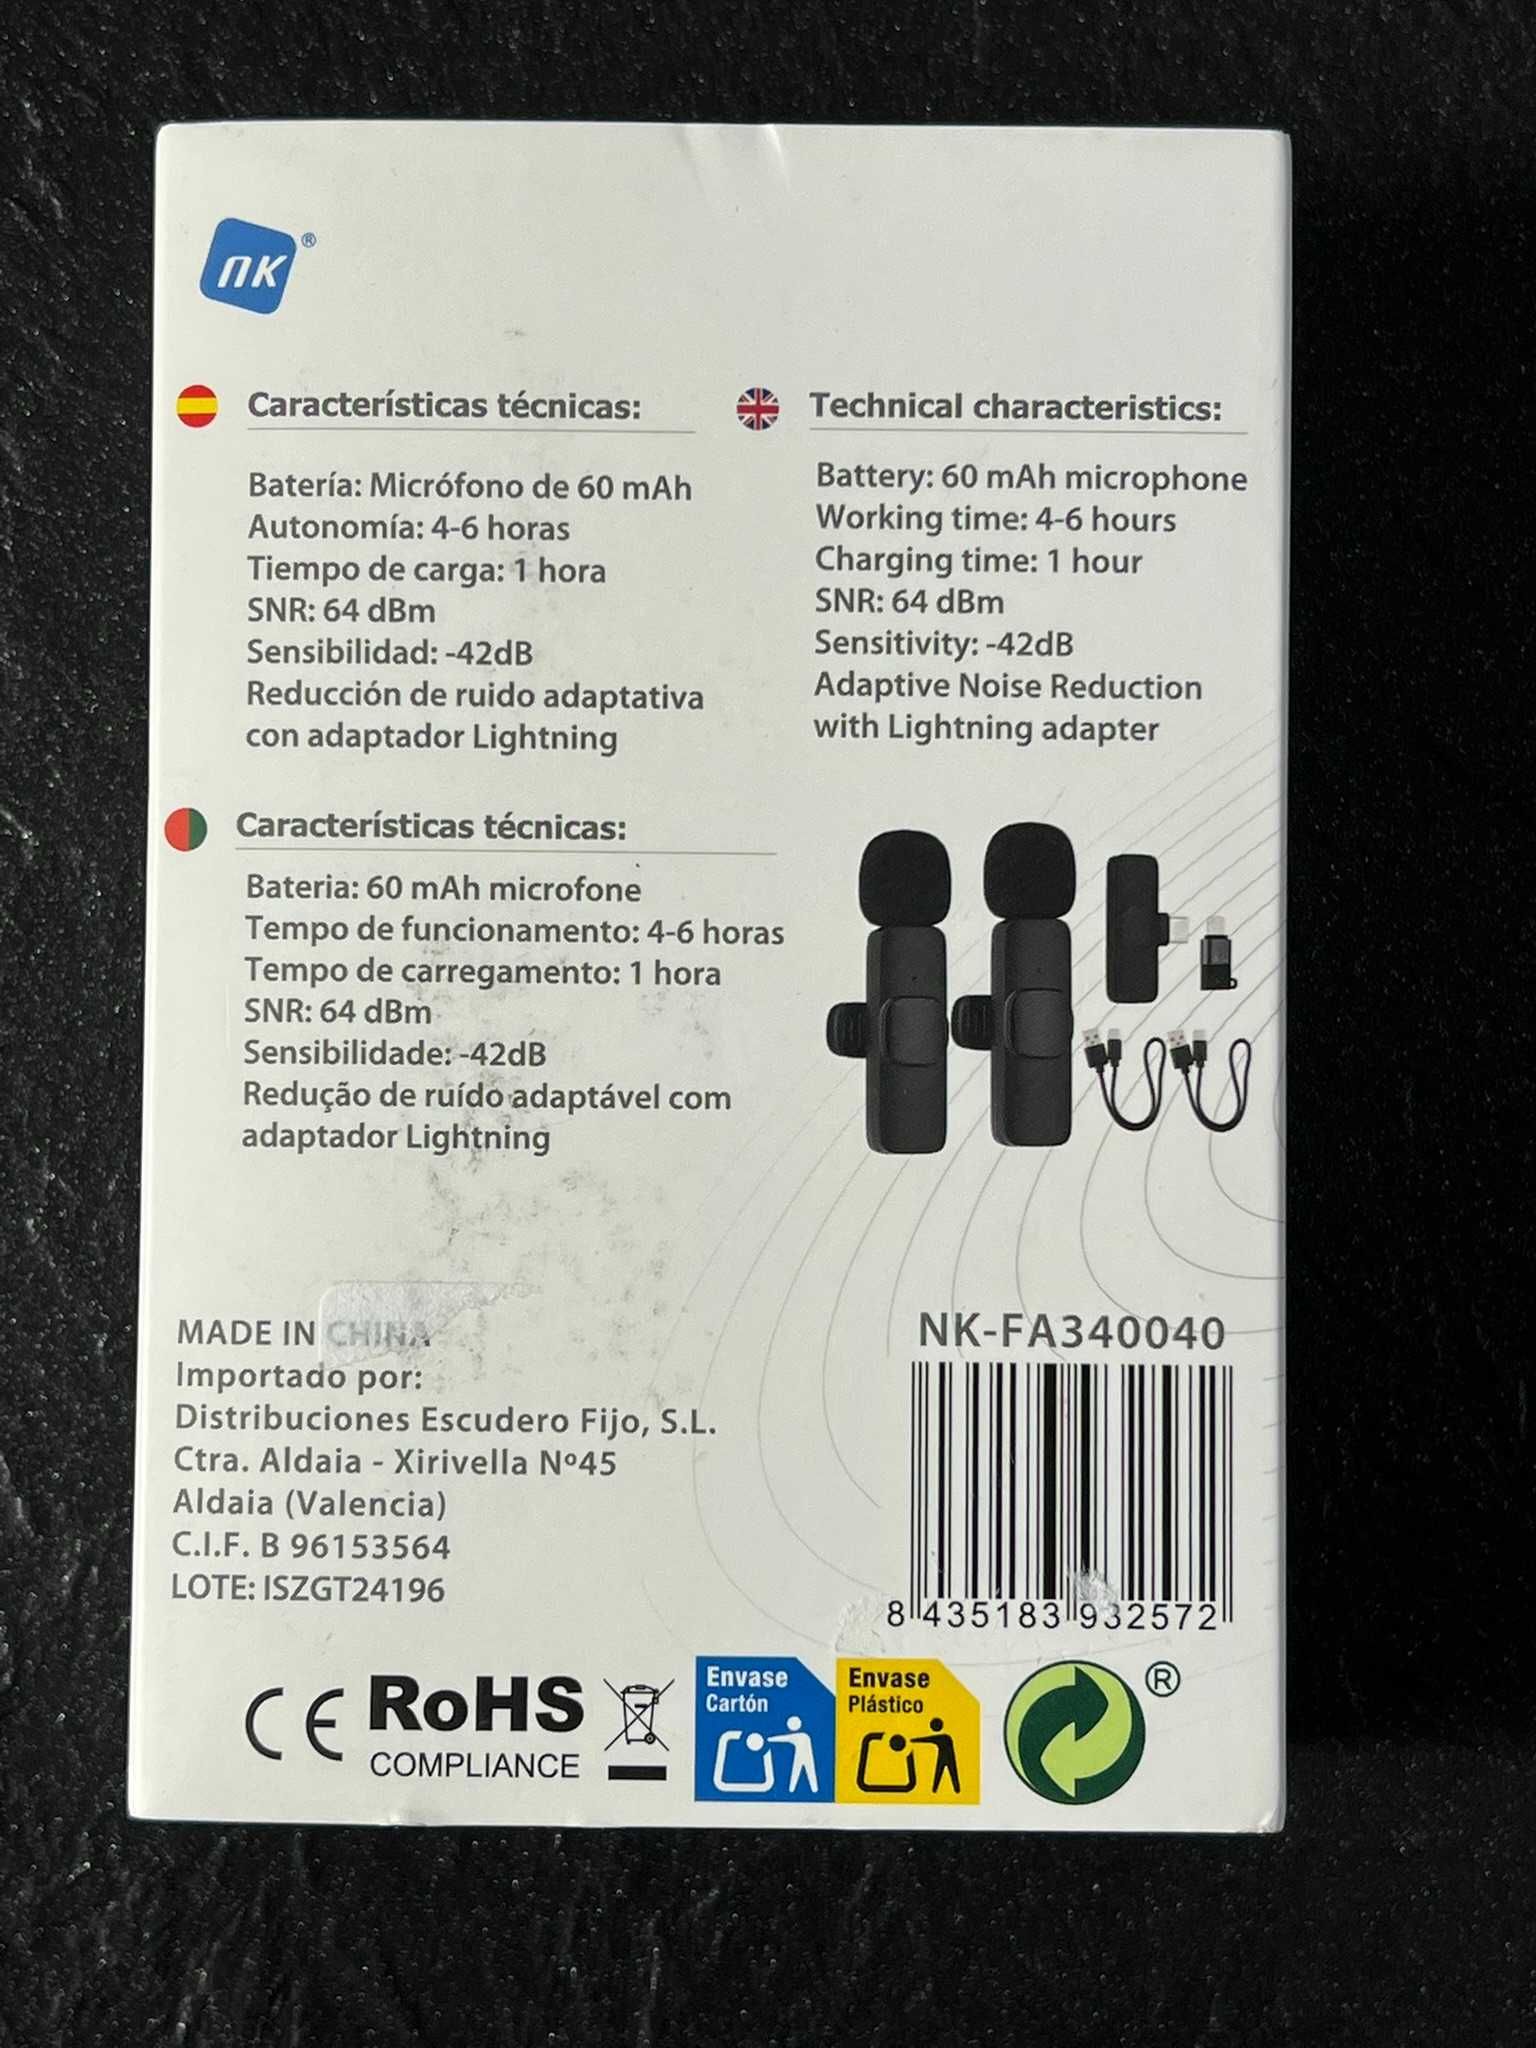 nK®
Características técnicas:
Batería: Micrófono de 60 mAh
Autonomía: 4-6 horas
Tiempo de carga: 1 hora
SNR: 64 dBm
Sensibilidad: -42dB
Reducción de ruido adaptativa
con adaptador Lightning
Technical characteristics:
Battery: 60 mAh microphone
Working time: 4-6 hours
Charging time: 1 hour
SNR: 64 dBm
Sensitivity: -42dB
Adaptive Noise Reduction
with Lightning adapter
Características técnicas:
Bateria: 60 mAh microfone
Tempo de funcionamento: 4-6 horas
Tempo de carregamento: 1 hora
SNR: 64 dBm
Sensibilidade: -42dB
Redução de ruído adaptável com
adaptador Lightning
MADE IN CHINA
Importado por:
Distribuciones Escudero Fijo, S.L.
Ctra. Aldaia - Xirivella Nº45
Aldaia (Valencia)
C.I.F. B 96153564
LOTE: ISZGT24196
NK-FA340040
8 435183 932572
CE
RoHS
COMPLIANCE
Envase
Cartón
Envase
Plástico
®